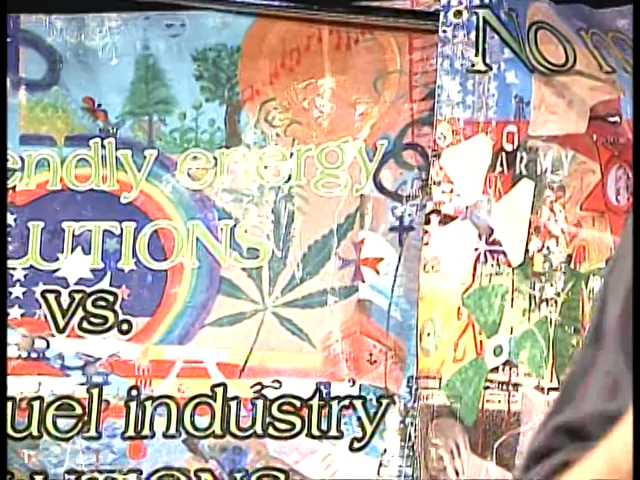 endly energy
LUTIONS
vs.
uel industry
No m
ARMY